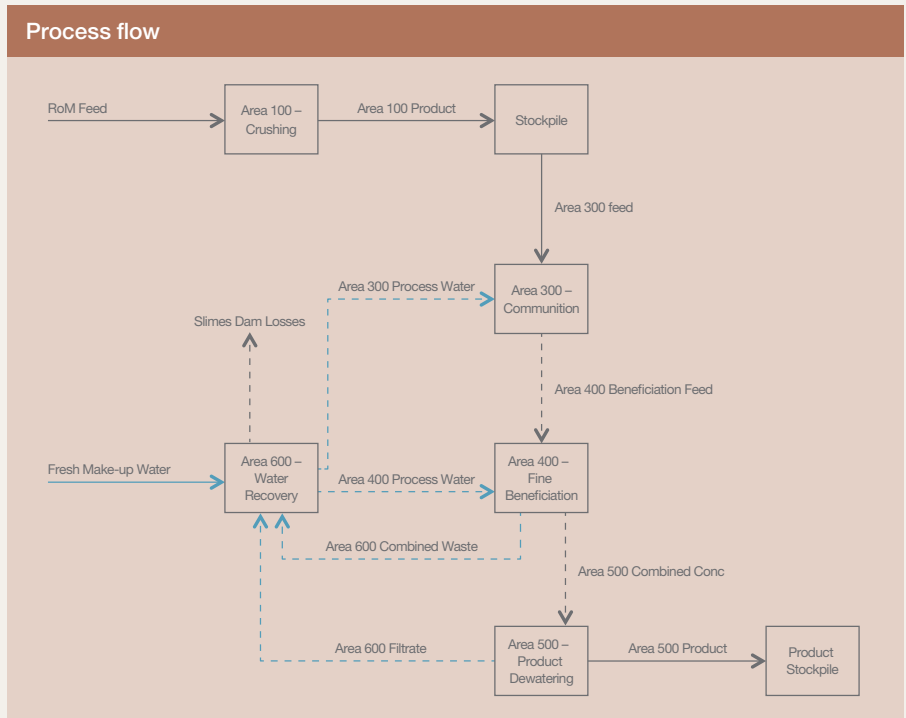 Process flow
RoM Feed
Area 100 –
Crushing
Area 100 Product
Stockpile
Area 300 feed
Area 300 Process Water
Area 300 –
Communition
Slimes Dam Losses
Area 400 Beneficiation Feed
Fresh Make-up Water
Area 600 –
Water
Recovery
Area 400 Process Water
Area 400 –
Fine
Beneficiation
Area 600 Combined Waste
Area 500 Combined Conc
Area 600 Filtrate
Area 500 –
Product
Dewatering
Area 500 Product
Product
Stockpile